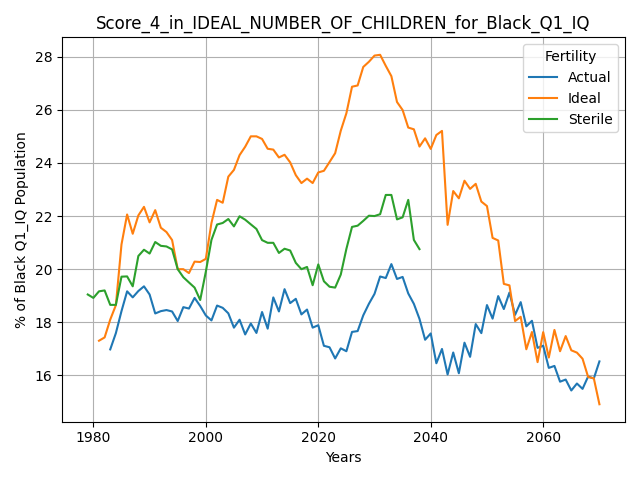 Score_4_in_IDEAL_NUMBER_OF_CHILDREN_for_Black_Q1_IQ
Fertility
Actual
Ideal
Sterile
% of Black Q1_IQ Population
28
26
24
22
20
18
16
1980 2000 2020 2040 2060
Years